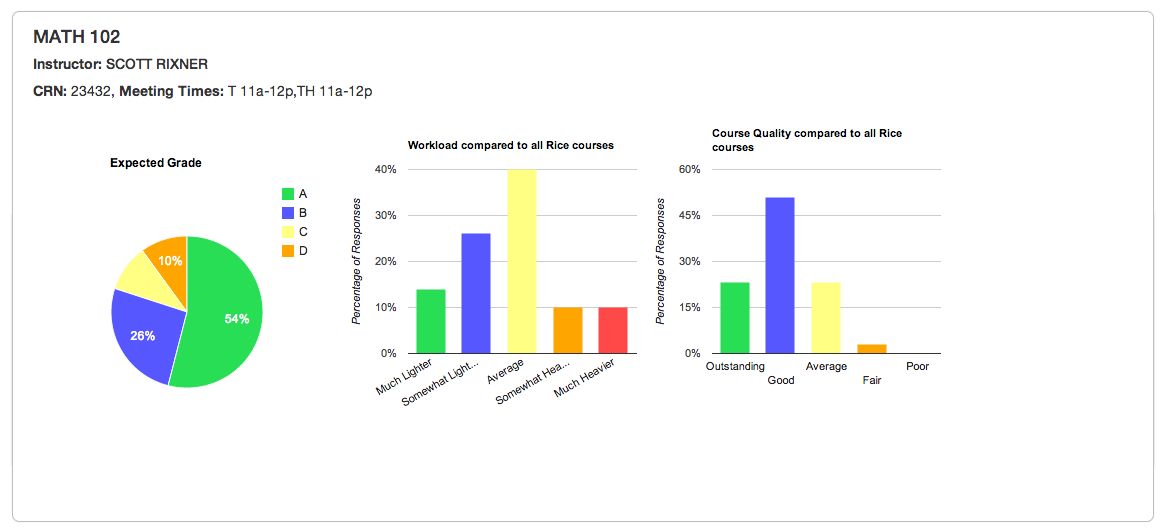 MATH 102
Instructor: SCOTT RIXNER
CRN: 23432, Meeting Times: T 11a-12p,TH 11a-12p
Expected Grade
A
B
C
D
10%
54%
26%
Workload compared to all Rice courses
Percentage of Responses
40%
30%
20%
10%
0%
Much Lighter
Somewhat Light...
Average
Somewhat Hea...
Much Heavier
Course Quality compared to all Rice
courses
Percentage of Responses
60%
45%
30%
15%
0%
Outstanding
Good
Average
Fair
Poor